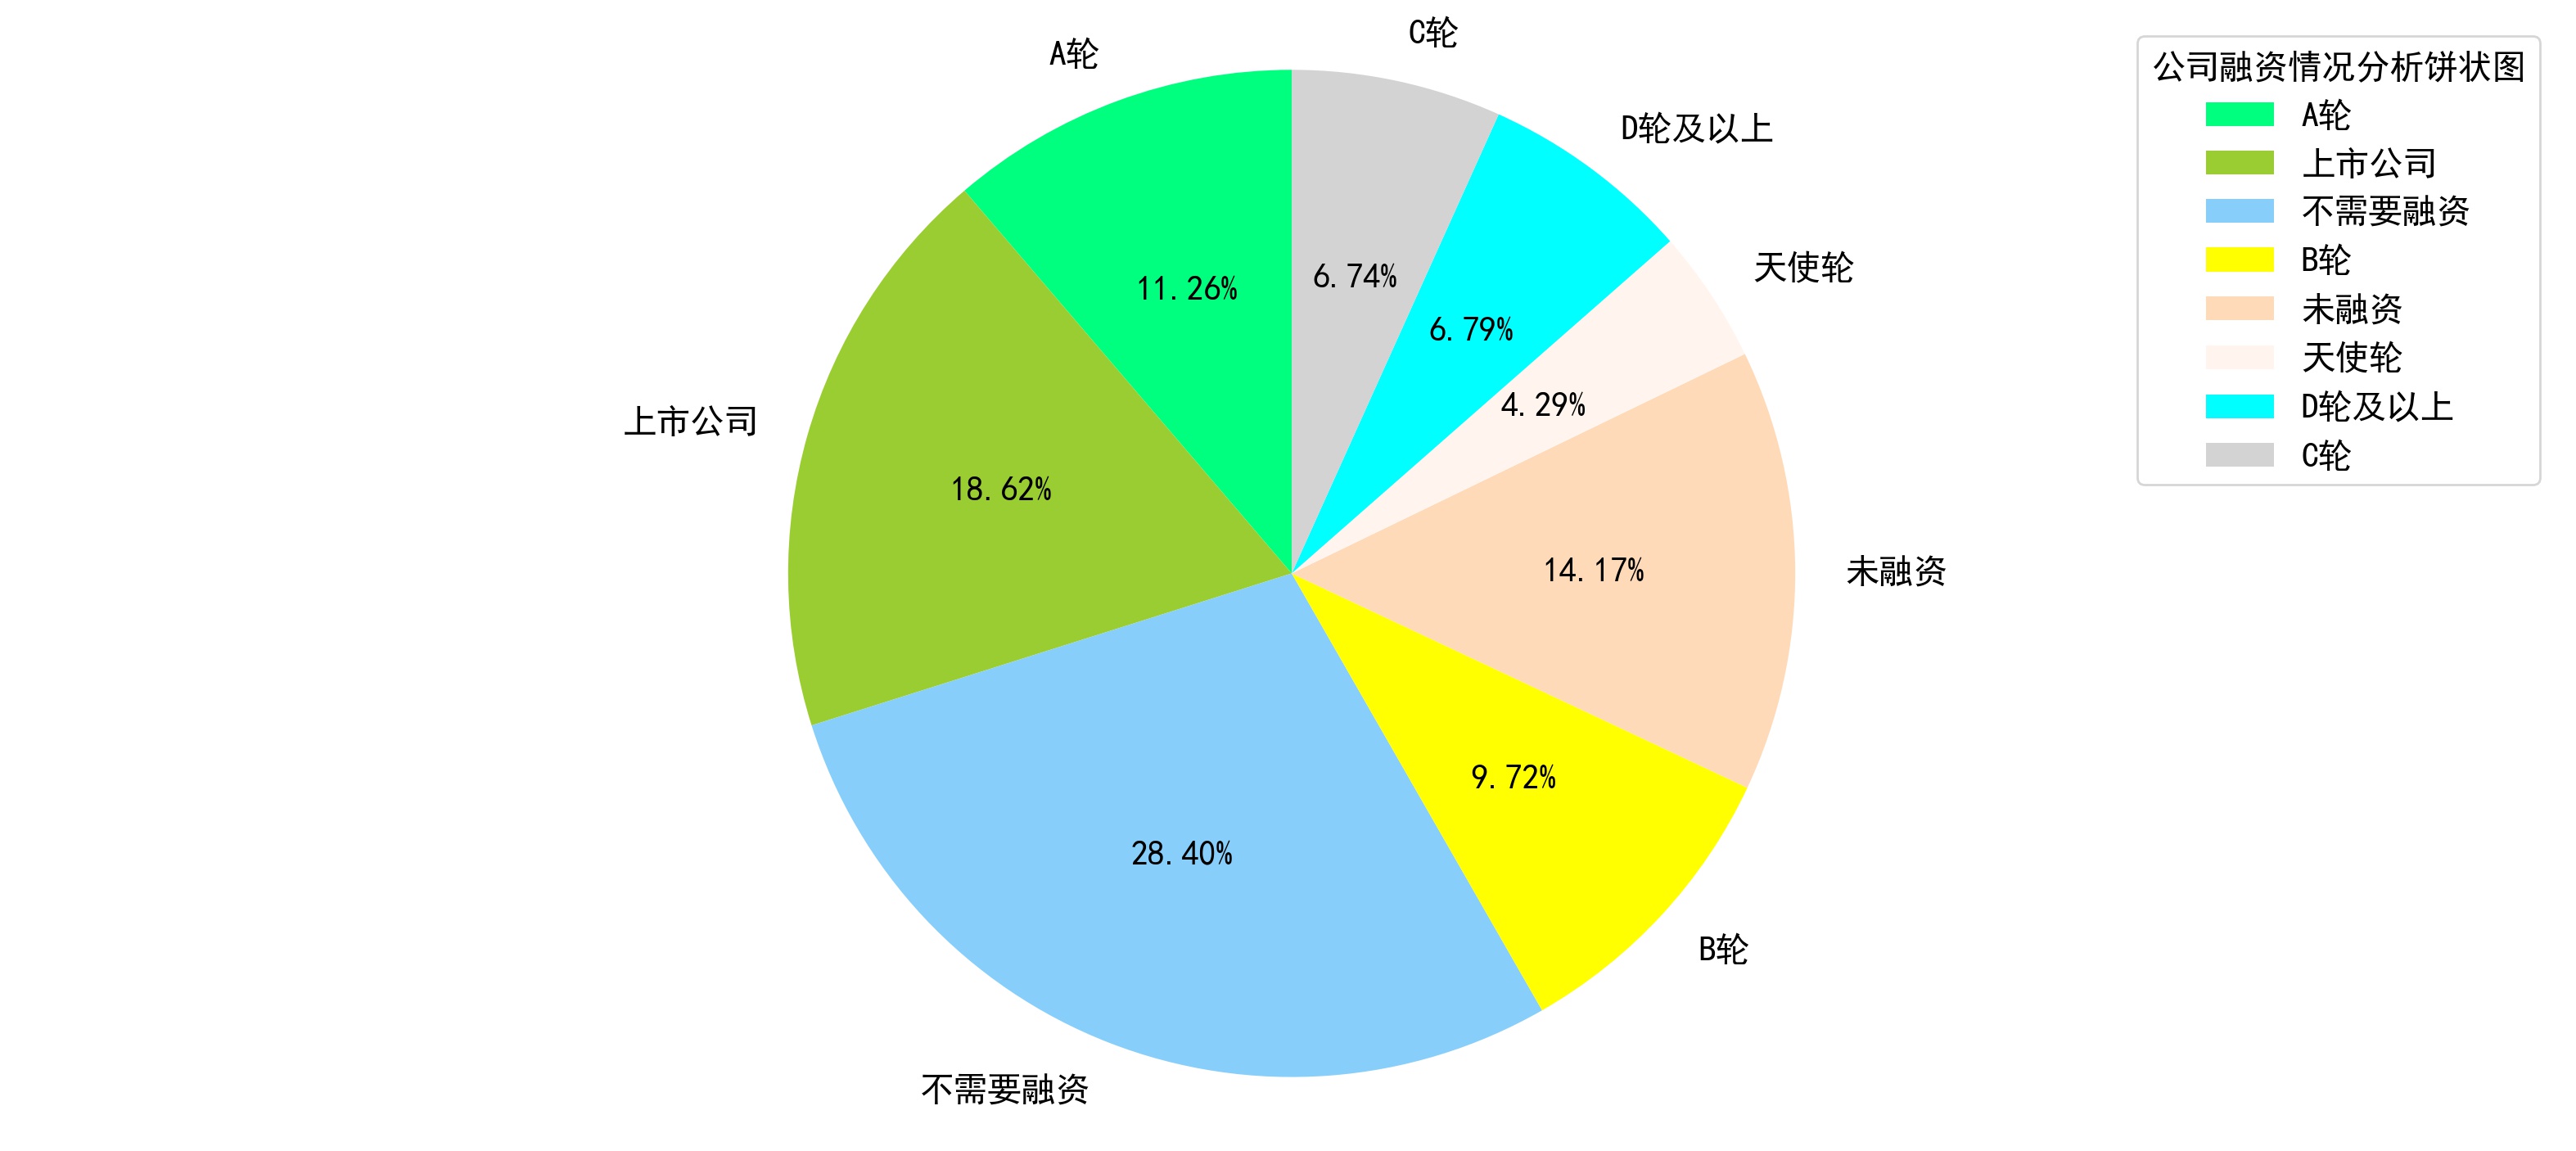 C轮
A轮
D轮及以上
天使轮
6.74%
11.26%
6.79%
4.29%
上市公司
18.62%
14.17%
未融资
9.72%
28.40%
B轮
不需要融资
公司融资情况分析饼状图
A轮
上市公司
不需要融资
B轮
未融资
天使轮
D轮及以上
C轮